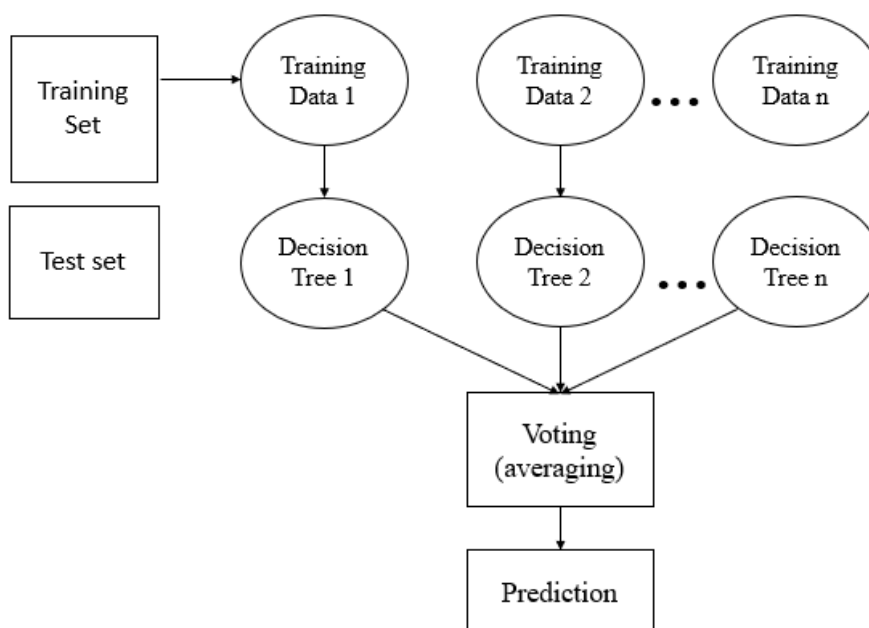 Training
Set
Training
Data 1
Training
Data 2
...
Training
Data n
Test set
Decision
Tree 1
Decision
Tree 2
...
Decision
Tree n
Voting
(averaging)
Prediction